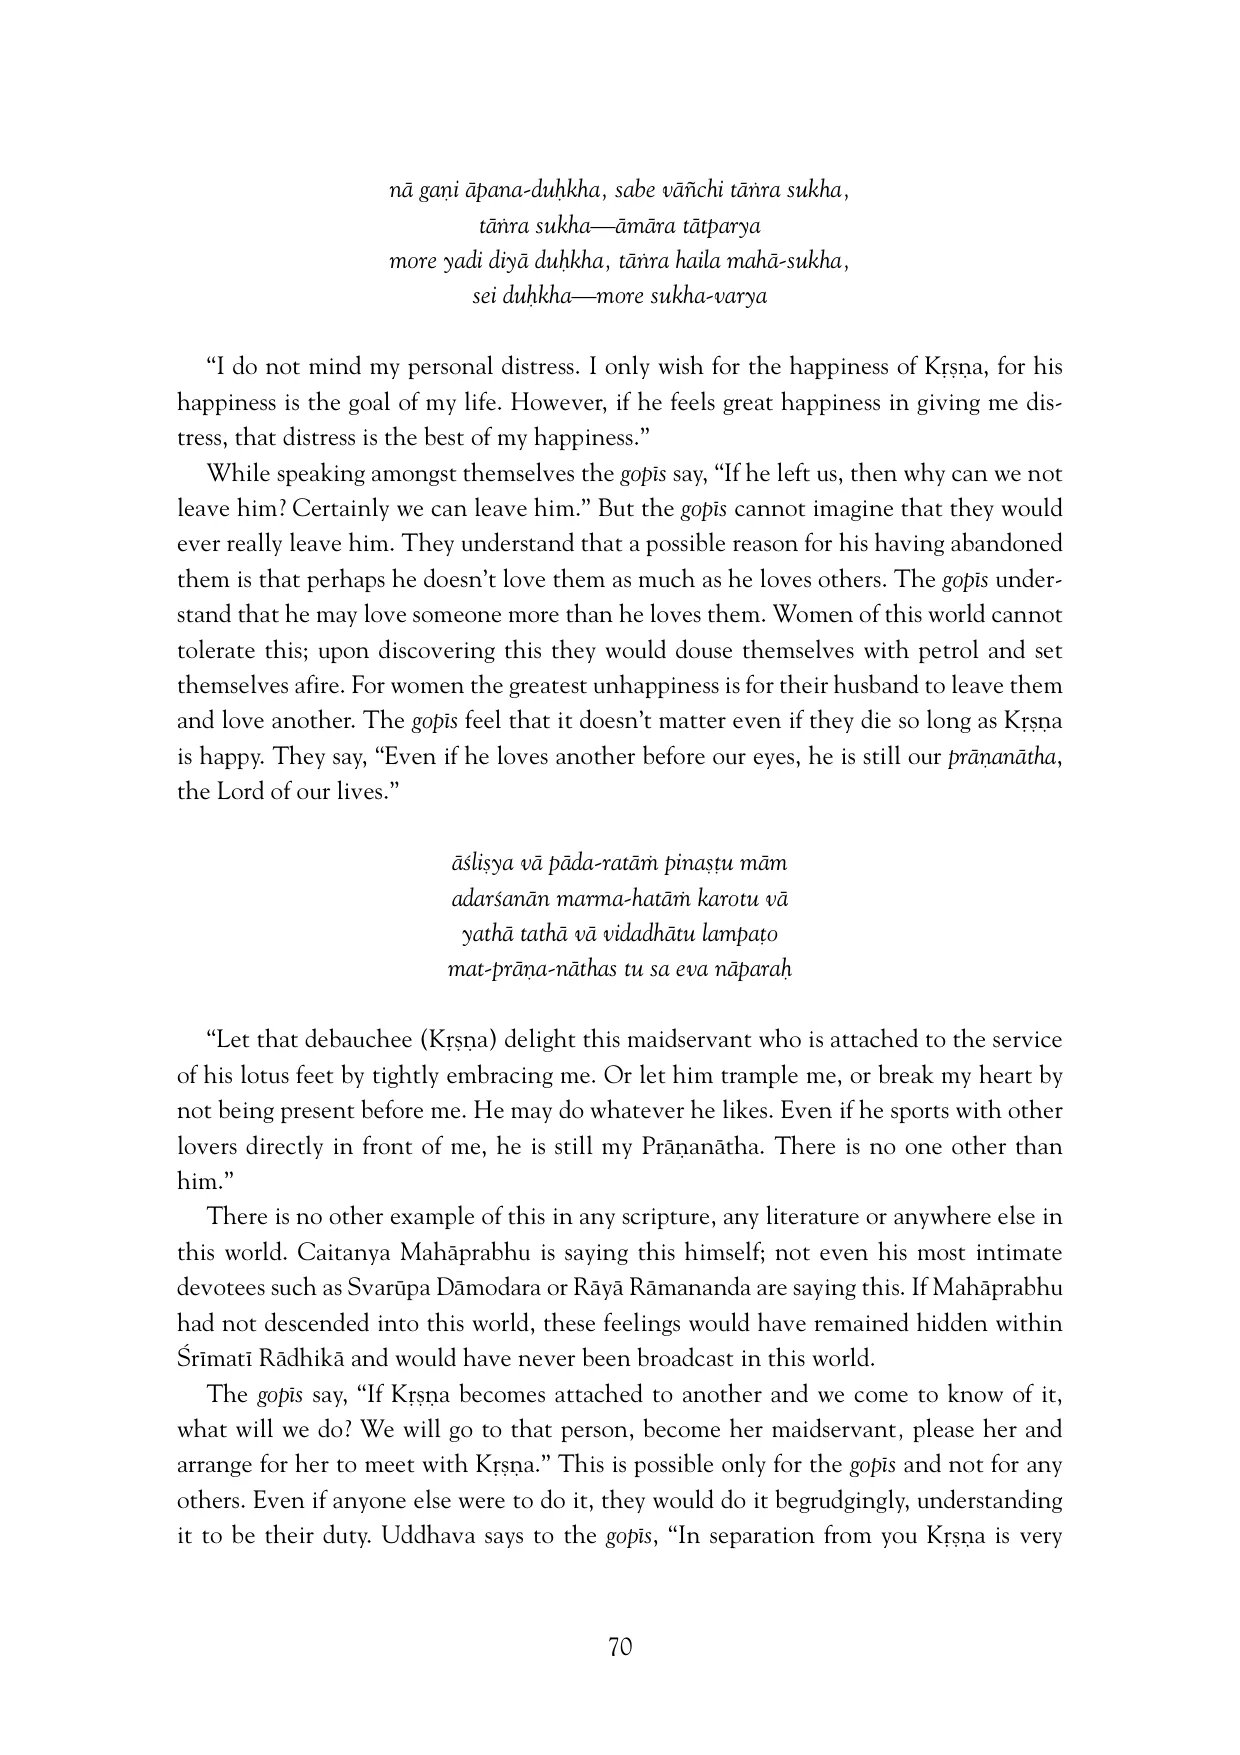 nā gaṇi āpana-duḥkha, sabe vāñchi tāṅra sukha,
tāṅra sukha—āmāra tātparya
more yadi diyā duḥkha, tāṅra haila mahā-sukha,
sei duḥkha—more sukha-varya
“I do not mind my personal distress. I only wish for the happiness of Kṛṣṇa, for his
happiness is the goal of my life. However, if he feels great happiness in giving me dis-
tress, that distress is the best of my happiness.”
While speaking amongst themselves the gopīs say, “If he left us, then why can we not
leave him? Certainly we can leave him.” But the gopīs cannot imagine that they would
ever really leave him. They understand that a possible reason for his having abandoned
them is that perhaps he doesn’t love them as much as he loves others. The gopīs under-
stand that he may love someone more than he loves them. Women of this world cannot
tolerate this; upon discovering this they would douse themselves with petrol and set
themselves afire. For women the greatest unhappiness is for their husband to leave them
and love another. The gopīs feel that it doesn’t matter even if they die so long as Kṛṣṇa
is happy. They say, “Even if he loves another before our eyes, he is still our prāṇanātha,
the Lord of our lives.”
āśliṣya vā pāda-ratāṁ pinaṣṭu mām
adarśanān marma-hatāṁ karotu vā
yathā tathā vā vidadhātu lampaṭo
mat-prāṇa-nāthas tu sa eva nāparaḥ
“Let that debauchee (Kṛṣṇa) delight this maidservant who is attached to the service
of his lotus feet by tightly embracing me. Or let him trample me, or break my heart by
not being present before me. He may do whatever he likes. Even if he sports with other
lovers directly in front of me, he is still my Prāṇanātha. There is no one other than
him.”
There is no other example of this in any scripture, any literature or anywhere else in
this world. Caitanya Mahāprabhu is saying this himself; not even his most intimate
devotees such as Svarūpa Dāmodara or Rāyā Rāmananda are saying this. If Mahāprabhu
had not descended into this world, these feelings would have remained hidden within
Śrīmatī Rādhikā and would have never been broadcast in this world.
The gopīs say, “If Kṛṣṇa becomes attached to another and we come to know of it,
what will we do? We will go to that person, become her maidservant, please her and
arrange for her to meet with Kṛṣṇa.” This is possible only for the gopīs and not for any
others. Even if anyone else were to do it, they would do it begrudgingly, understanding
it to be their duty. Uddhava says to the gopīs, “In separation from you Kṛṣṇa is very
70